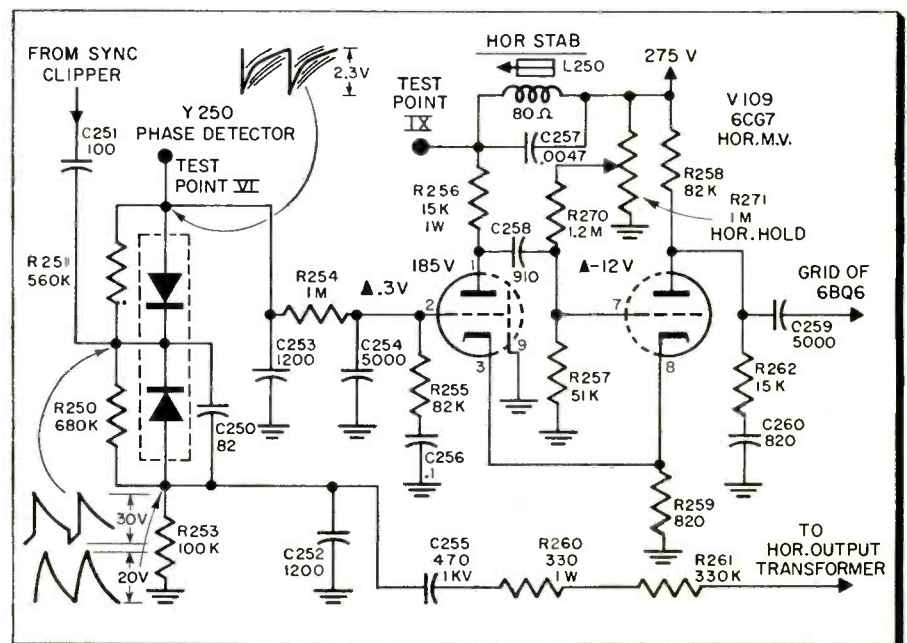 FROM SYNC
CLIPPER
2.3V
HOR STAB
L250
80Ω
275 V
TEST
POINT
IX
C257
.0047
V109
6CG7
HOR.M.V.
C251
100
Y 250
PHASE DETECTOR
TEST
POINT VI
R256
15K
1W
C258
910
R270
1.2M
R258
82K
R271
1M
HOR.HOLD
R251
560K
R254
1M
▲.3V
185V
1
2
3
9
▲-12V
7
8
GRID OF
6BQ6
C259
5000
C253
1200
C254
5000
R255
82K
C256
.1
R257
51K
R262
15K
C260
820
R250
680K
C250
82
R259
820
30V
20V
R253
100K
C252
1200
C255
470
1KV
R260
330
1W
R261
330K
TO
HOR.OUTPUT
TRANSFORMER